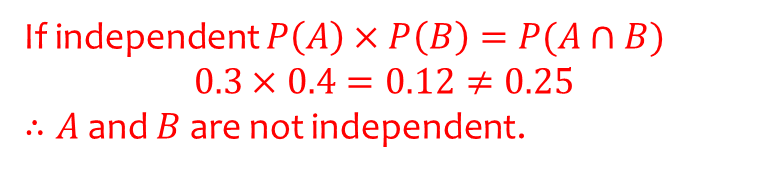 If independent P(A) × P(B) = P(A ∩ B)
0.3 × 0.4 = 0.12 ≠ 0.25
∴ A and B are not independent.